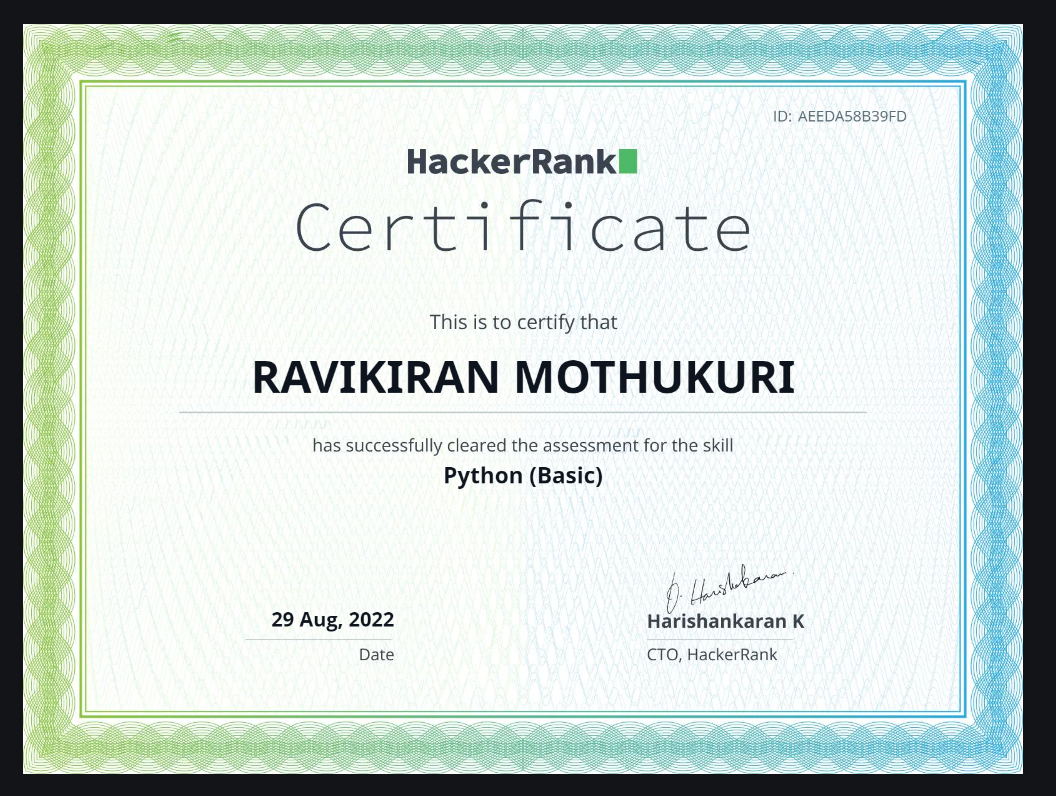 ID: AEEDA58B39FD
HackerRank
Certificate
This is to certify that
RAVIKIRAN MOTHUKURI
has successfully cleared the assessment for the skill
Python (Basic)
29 Aug, 2022
Date
Harishankaran K
CTO, HackerRank